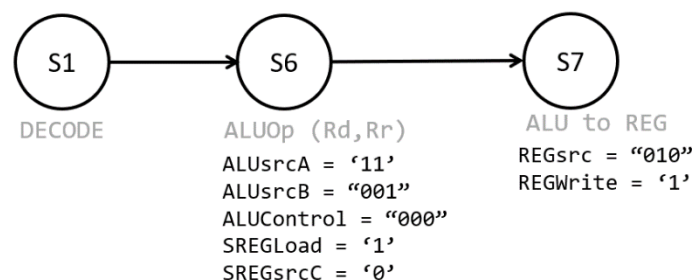 S1
S6
S7
DECODE
ALUOp (Rd,Rr)
ALUsrcA = ‘11’
ALUsrcB = “001”
ALUControl = “000”
SREGLoad = ‘1’
SREGsrcC = ‘0’
ALU to REG
REGsrc = “010”
REGWrite = ‘1’